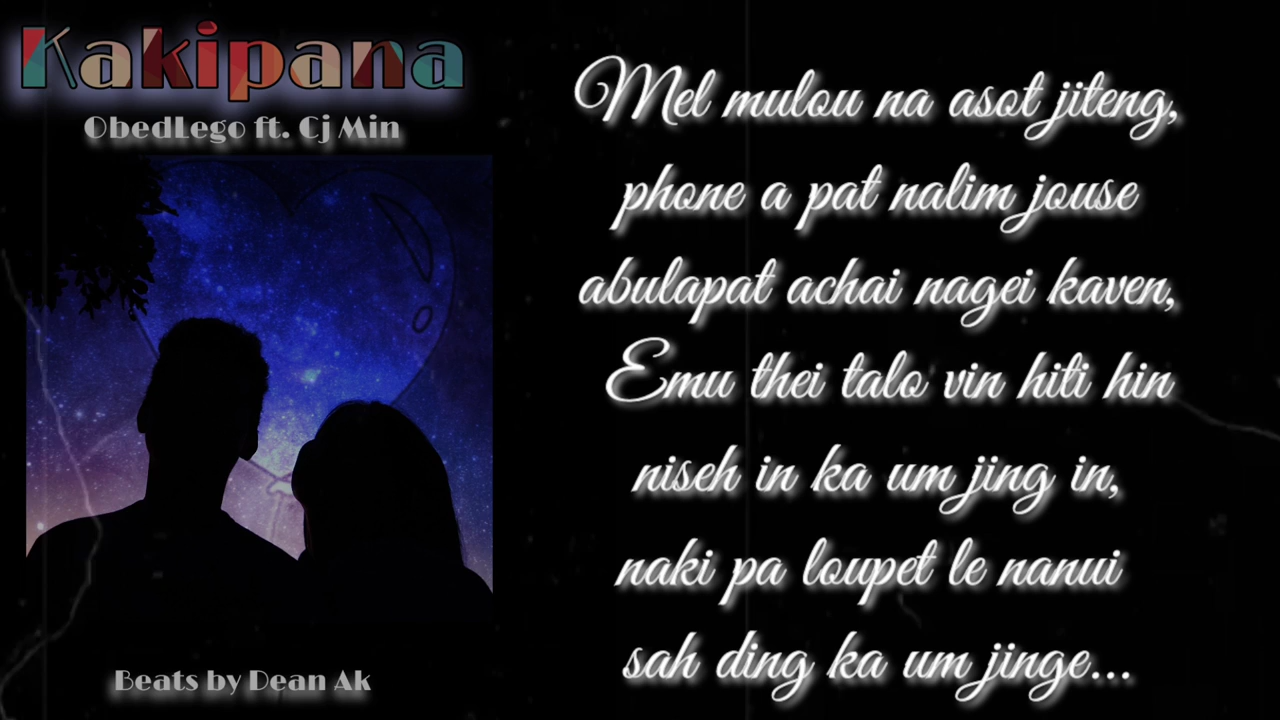 Kakipana
ObedLego ft. Cj Min
Mel mulou na asot jiteng,
phone a pat nalim jouse
abulapat achai nagei kaven,
Emu thei talo vin hiti hin
niseh in ka um jing in,
naki pa loupet le nanui
sah ding ka um jinge...
Beats by Dean Ak